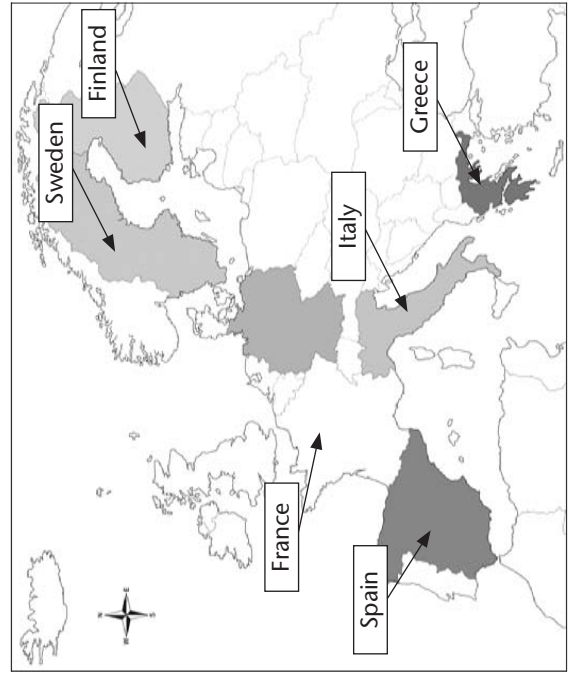 Sweden
Finland
Greece
Italy
France
Spain
N
E
S
W